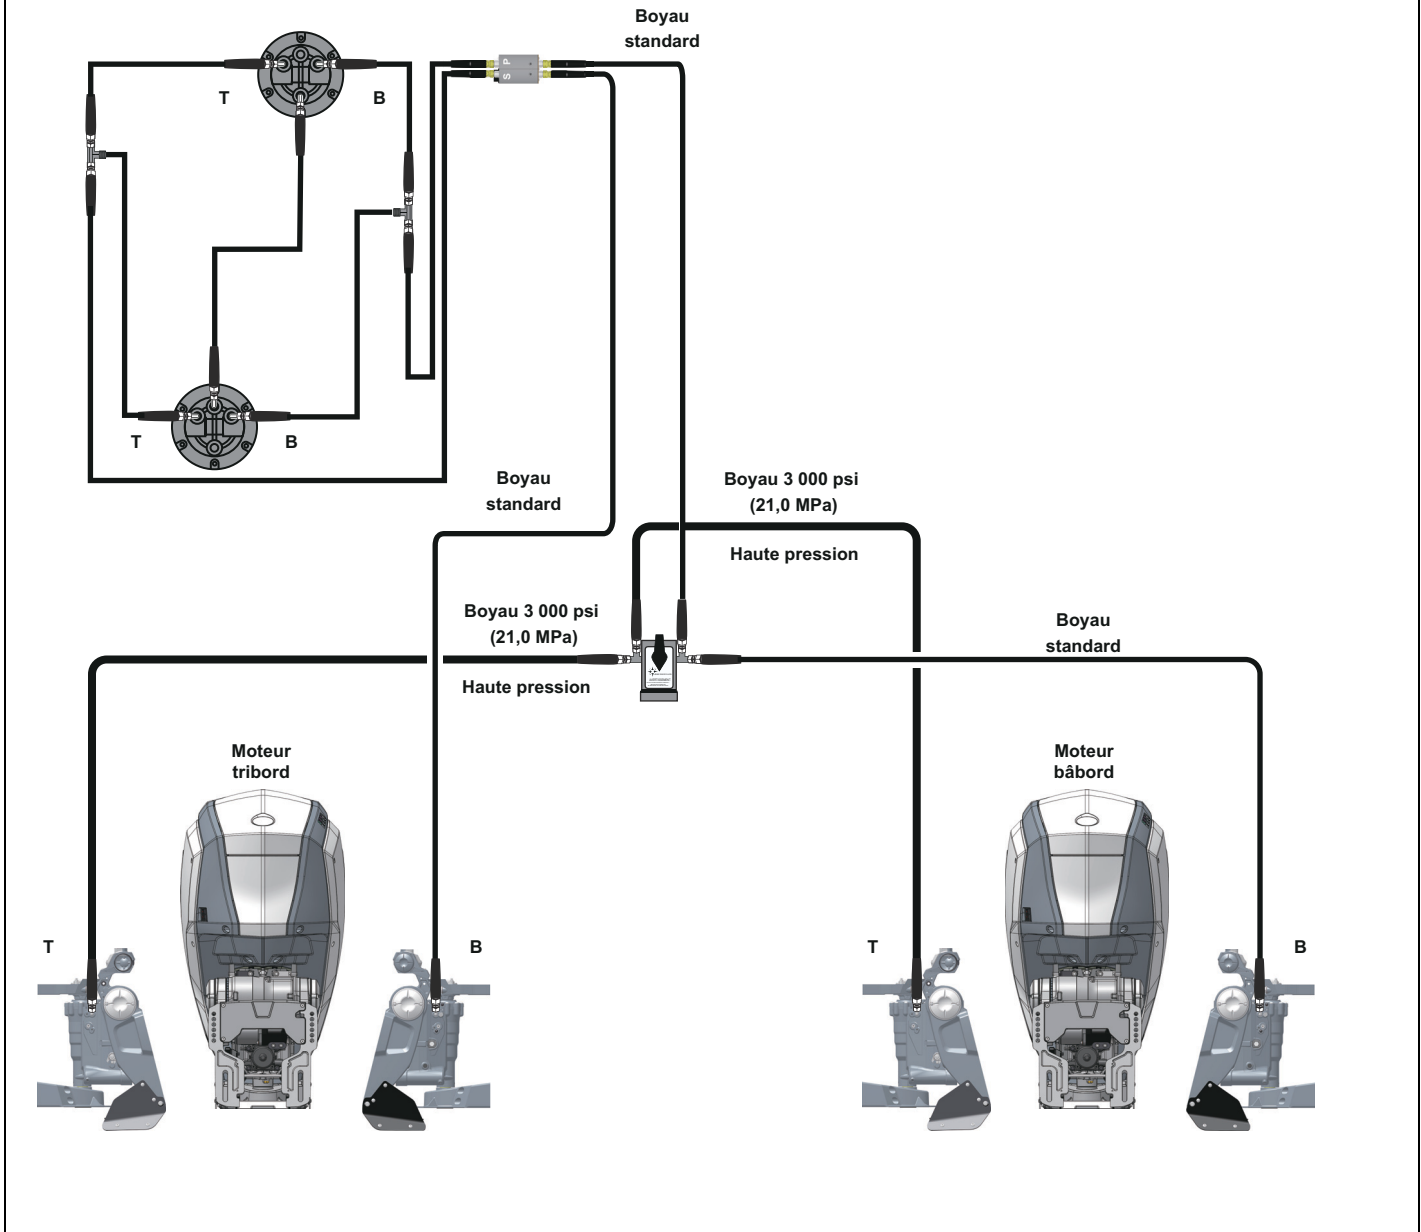 Boyau
standard
T
B
S P
T
B
Boyau
standard
Boyau 3 000 psi
(21,0 MPa)
Haute pression
Boyau 3 000 psi
(21,0 MPa)
Haute pression
Boyau
standard
Moteur
tribord
Moteur
bâbord
T
B
T
B